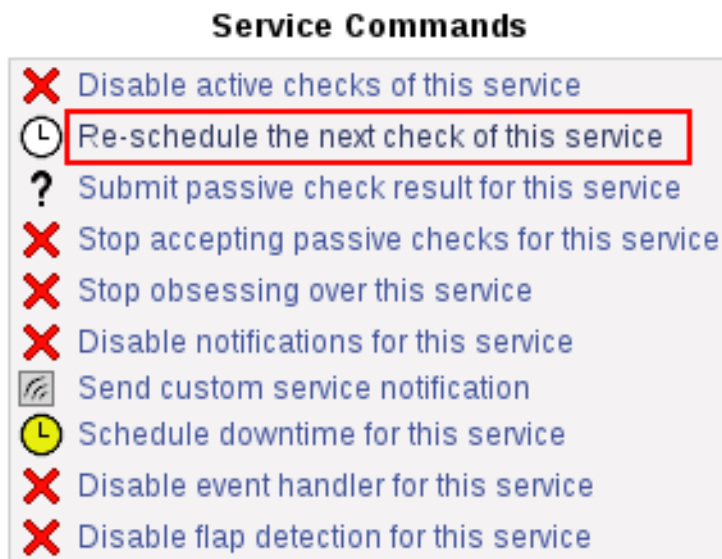 Service Commands
Disable active checks of this service
Re-schedule the next check of this service
? Submit passive check result for this service
Stop accepting passive checks for this service
Stop obsessing over this service
Disable notifications for this service
Send custom service notification
Schedule downtime for this service
Disable event handler for this service
Disable flap detection for this service